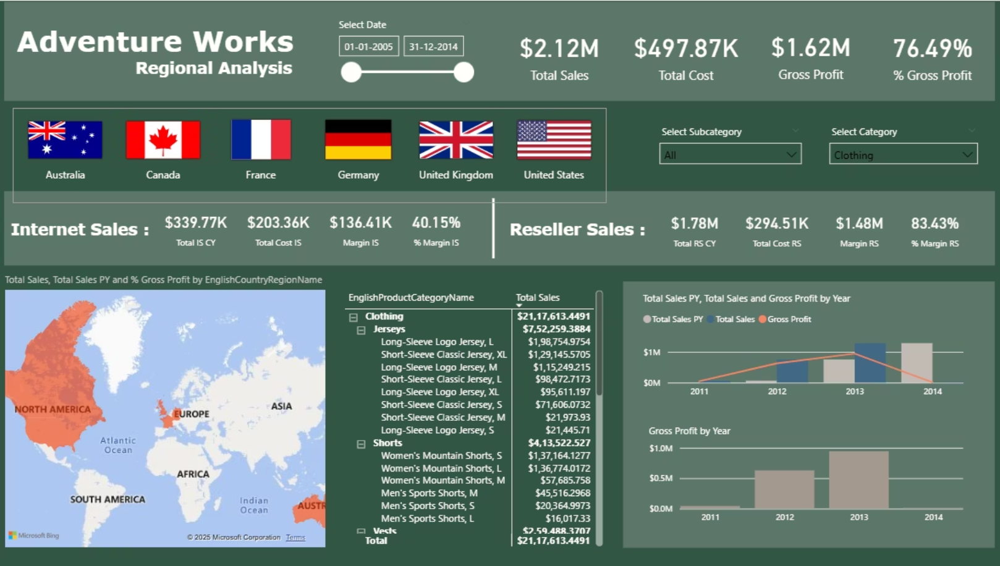 Adventure Works
Regional Analysis
Select Date
01-01-2005 31-12-2014
$2.12M
Total Sales
$497.87K
Total Cost
$1.62M
Gross Profit
76.49%
% Gross Profit
Australia
Canada
France
Germany
United Kingdom
United States
Select Subcategory
All
Select Category
Clothing
Internet Sales :
$339.77K
Total IS CY
$203.36K
Total Cost IS
$136.41K
Margin IS
40.15%
% Margin IS
Reseller Sales :
$1.78M
Total RS CY
$294.51K
Total Cost RS
$1.48M
Margin RS
83.43%
% Margin RS
Total Sales, Total Sales PY and % Gross Profit by EnglishCountryRegionName
NORTH AMERICA
EUROPE
ASIA
Atlantic
Ocean
AFRICA
SOUTH AMERICA
Indian
Ocean
AUSTR
Microsoft Bing
© 2025 Microsoft Corporation Terms
EnglishProductCategoryName Total Sales
Clothing $21,17,613.4491
Jerseys $7,52,259.3884
Long-Sleeve Logo Jersey, L $1,98,754.9754
Short-Sleeve Classic Jersey, XL $1,29,145.5705
Long-Sleeve Logo Jersey, M $1,15,249.215
Short-Sleeve Classic Jersey, L $98,472.7173
Long-Sleeve Logo Jersey, XL $95,611.197
Short-Sleeve Classic Jersey, S $71,606.0732
Short-Sleeve Classic Jersey, M $21,973.93
Long-Sleeve Logo Jersey, S $21,445.71
Shorts $4,13,522.527
Women's Mountain Shorts, S $1,37,164.1277
Women's Mountain Shorts, L $1,36,774.0172
Women's Mountain Shorts, M $57,685.758
Men's Sports Shorts, M $45,516.2968
Men's Sports Shorts, S $20,364.9973
Men's Sports Shorts, L $16,017.33
Vests $2,59,488.3707
Total $21,17,613.4491
Total Sales PY, Total Sales and Gross Profit by Year
Total Sales PY Total Sales Gross Profit
$1M
$0M
2011 2012 2013 2014
Gross Profit by Year
$1.0M
$0.5M
$0.0M
2011 2012 2013 2014